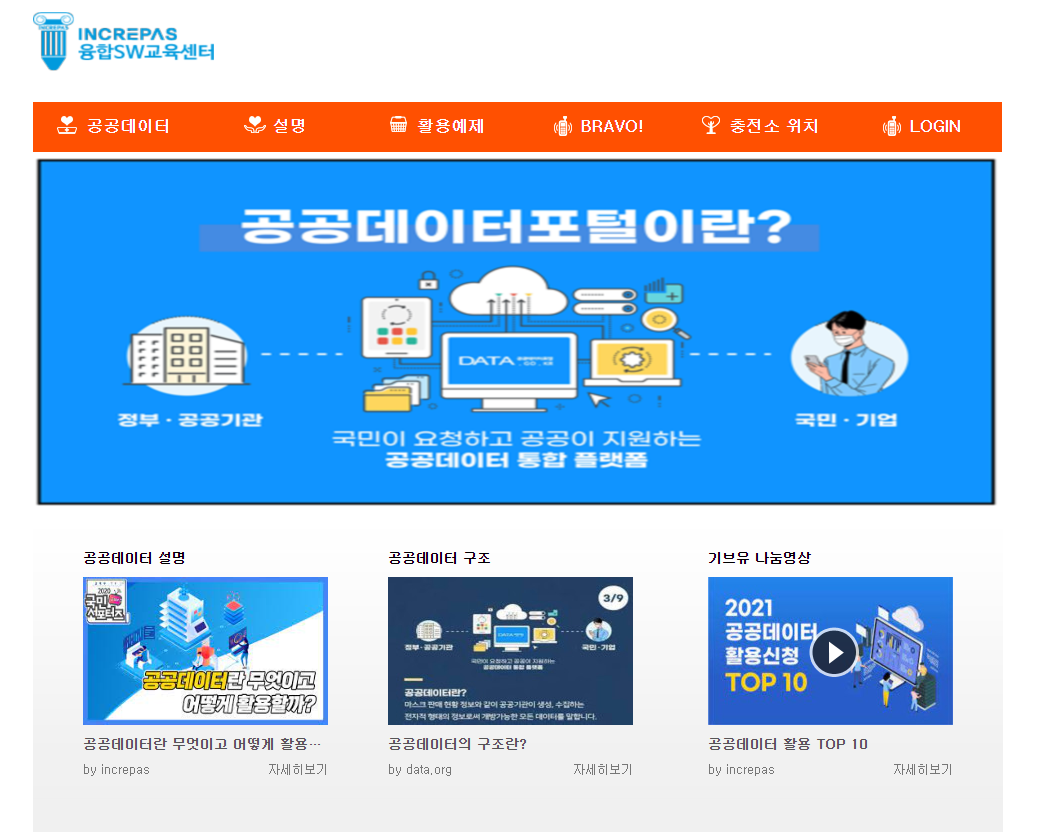 INCREPAS
INCREPAS
융합SW교육센터
공공데이터 설명 활용예제 BRAVO! 충전소 위치 LOGIN
공공데이터포털이란?
DATA
.CO.KR
정부 · 공공기관
국민 · 기업
국민이 요청하고 공공이 지원하는
공공데이터 통합 플랫폼
공공데이터 설명
2020
국민
서포터즈
공공데이터란 무엇이고
어떻게 활용할까?
공공데이터란 무엇이고 어떻게 활용…
by increpas 자세히보기
공공데이터 구조
3/9
정부·공공기관
국민·기업
국민이 요청하고 공공이 지원하는
공공데이터 통합 플랫폼
공공데이터란?
마스크 판매 현황 정보와 같이 공공기관이 생성, 수집하는
전자적 형태의 정보로써 개방가능한 모든 데이터를 말합니다.
공공데이터의 구조란?
by data,org 자세히보기
기브유 나눔영상
2021
공공데이터
활용신청
TOP 10
공공데이터 활용 TOP 10
by increpas 자세히보기